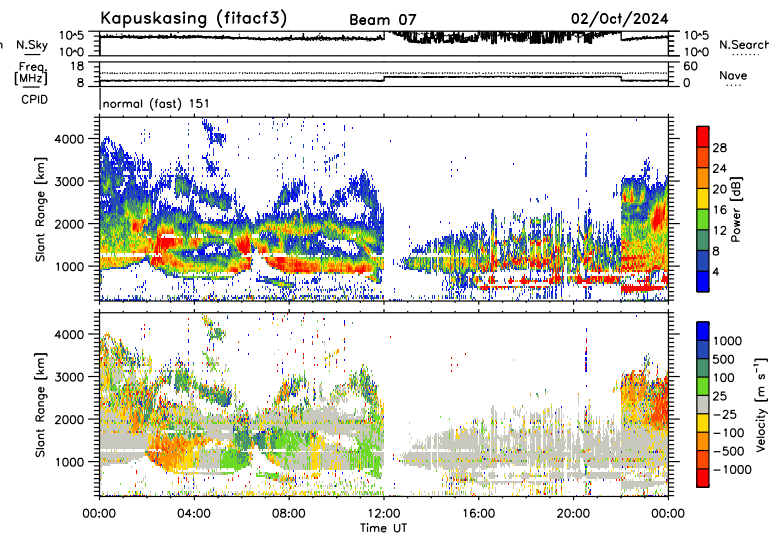 Kapuskasing (fitacf3) Beam 07 02/Oct/2024
N.Sky 10^5 10^0 10^5 10^0 N.Search
Freq. [MHz] 18 8 60 0 Nave
CPID normal (fast) 151
Slant Range [km] 4000 3000 2000 1000
Power [dB] 28 24 20 16 12 8 4
Slant Range [km] 4000 3000 2000 1000
Velocity [m s⁻¹] 1000 500 100 25 -25 -100 -500 -1000
00:00 04:00 08:00 12:00 16:00 20:00 00:00
Time UT